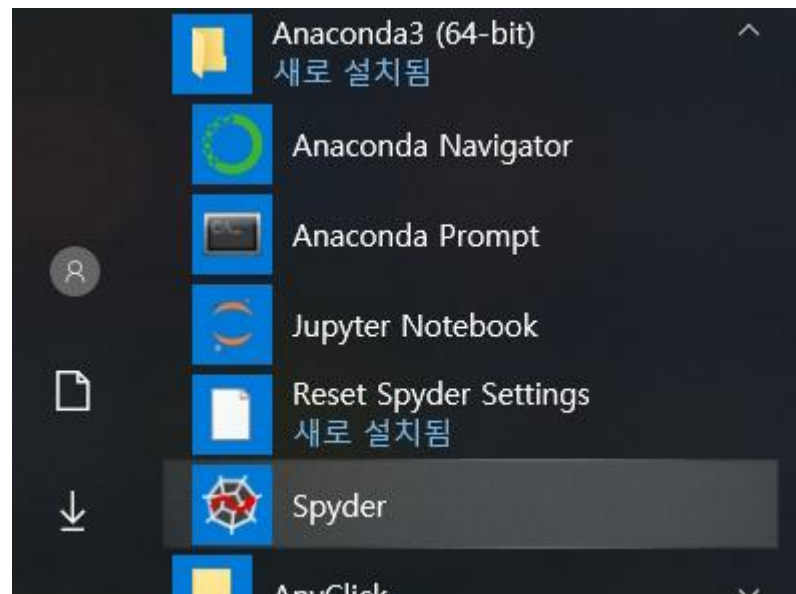 Anaconda3 (64-bit)
새로 설치됨
Anaconda Navigator
Anaconda Prompt
Jupyter Notebook
Reset Spyder Settings
새로 설치됨
Spyder
AnyClick